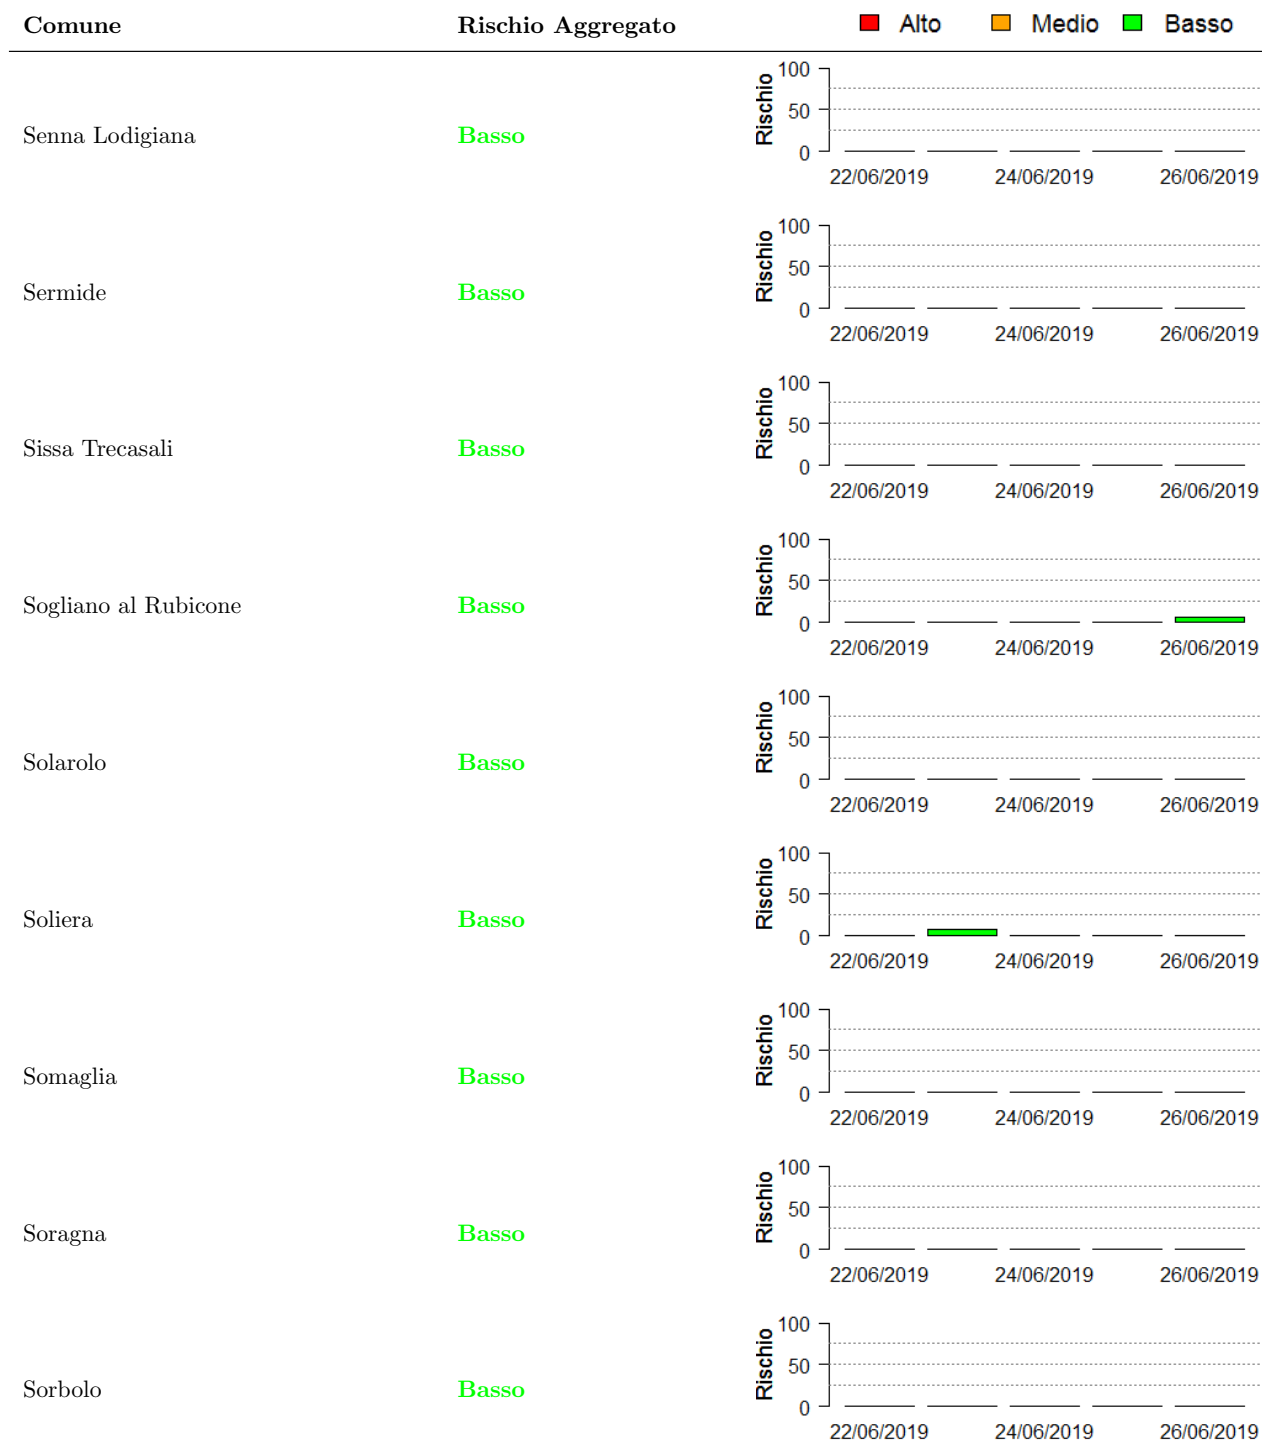 Comune Rischio Aggregato Alto Medio Basso
100
50
0
Rischio
Senna Lodigiana Basso
22/06/2019 24/06/2019 26/06/2019
100
50
0
Rischio
Sermide Basso
22/06/2019 24/06/2019 26/06/2019
100
50
0
Rischio
Sissa Trecasali Basso
22/06/2019 24/06/2019 26/06/2019
100
50
0
Rischio
Sogliano al Rubicone Basso
22/06/2019 24/06/2019 26/06/2019
100
50
0
Rischio
Solarolo Basso
22/06/2019 24/06/2019 26/06/2019
100
50
0
Rischio
Soliera Basso
22/06/2019 24/06/2019 26/06/2019
100
50
0
Rischio
Somaglia Basso
22/06/2019 24/06/2019 26/06/2019
100
50
0
Rischio
Soragna Basso
22/06/2019 24/06/2019 26/06/2019
100
50
0
Rischio
Sorbolo Basso
22/06/2019 24/06/2019 26/06/2019